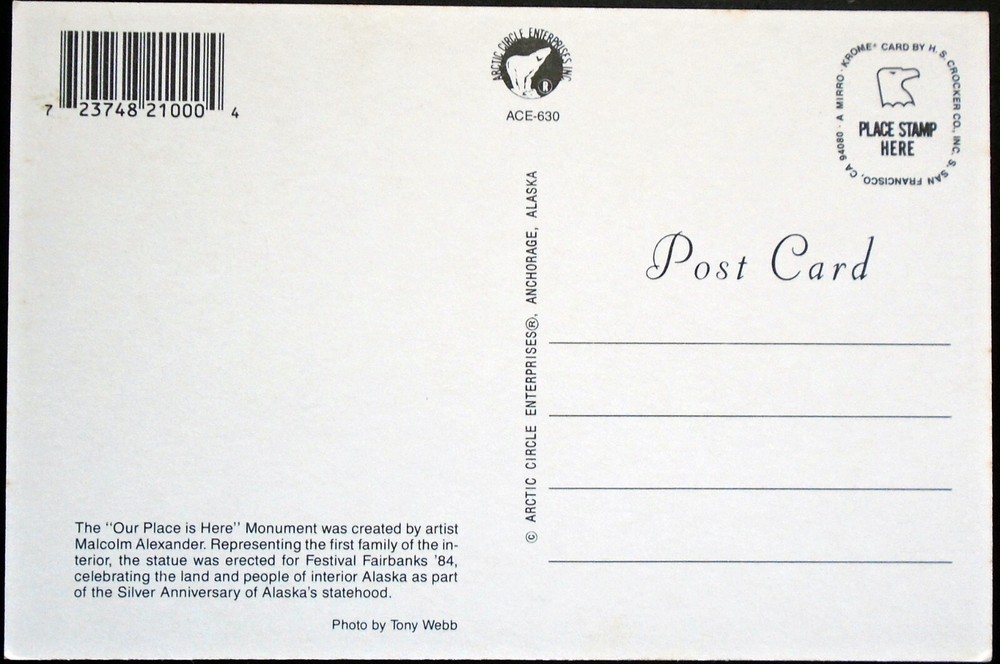 7 23748 21000 4
ARCTIC CIRCLE ENTERPRISES INC.
®
ACE-630
A MIRRO-KROME® CARD BY H. S. CROCKER CO., INC. S. SAN FRANCISCO, CA 94080
PLACE STAMP
HERE
© ARCTIC CIRCLE ENTERPRISES®, ANCHORAGE, ALASKA
Post Card
The "Our Place is Here" Monument was created by artist
Malcolm Alexander. Representing the first family of the in-
terior, the statue was erected for Festival Fairbanks '84,
celebrating the land and people of interior Alaska as part
of the Silver Anniversary of Alaska's statehood.
Photo by Tony Webb